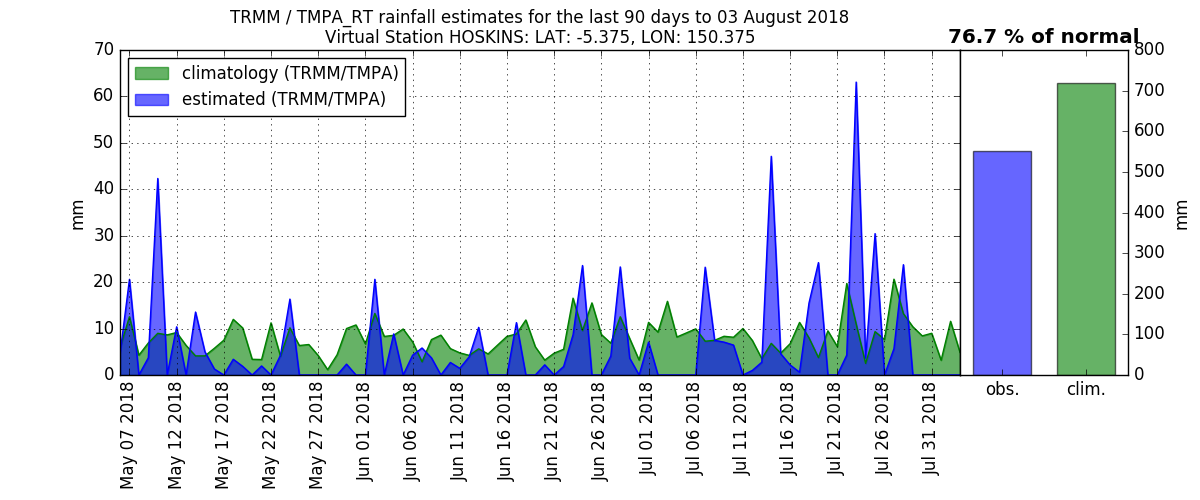 TRMM / TMPA_RT rainfall estimates for the last 90 days to 03 August 2018
Virtual Station HOSKINS: LAT: -5.375, LON: 150.375
76.7 % of normal
climatology (TRMM/TMPA)
estimated (TRMM/TMPA)
mm
70
60
50
40
30
20
10
0
May 07 2018
May 12 2018
May 17 2018
May 22 2018
May 27 2018
Jun 01 2018
Jun 06 2018
Jun 11 2018
Jun 16 2018
Jun 21 2018
Jun 26 2018
Jul 01 2018
Jul 06 2018
Jul 11 2018
Jul 16 2018
Jul 21 2018
Jul 26 2018
Jul 31 2018
obs.
clim.
800
700
600
500
400
300
200
100
0
mm